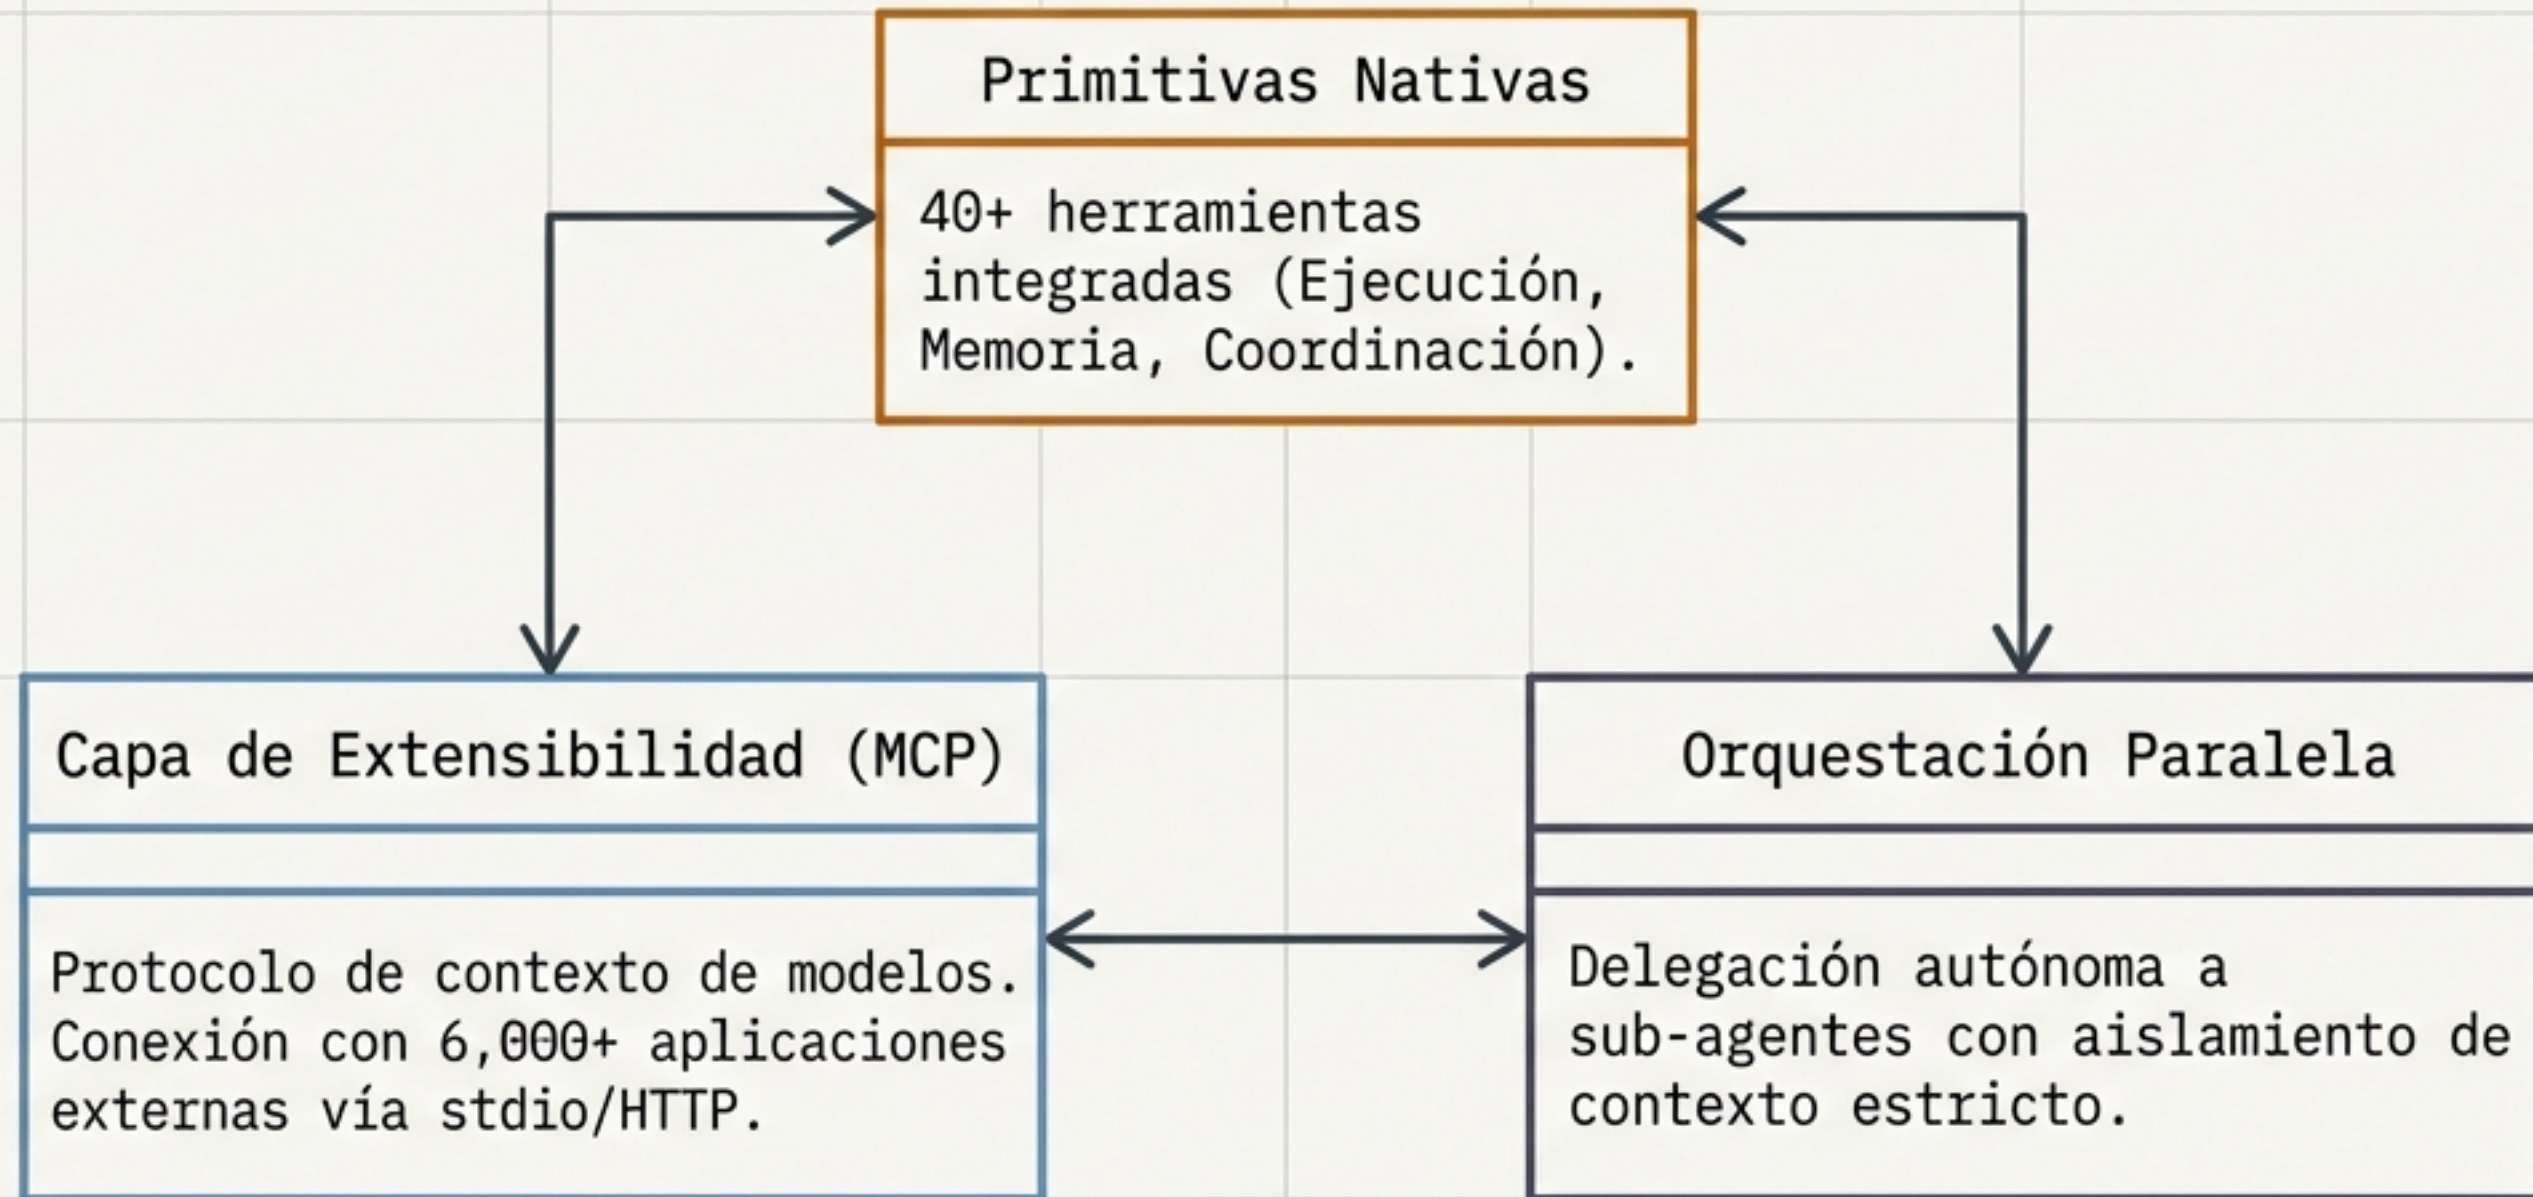 Primitivas Nativas
40+ herramientas
integradas (Ejecución,
Memoria, Coordinación).
Capa de Extensibilidad (MCP)
Protocolo de contexto de modelos.
Conexión con 6,000+ aplicaciones
externas vía stdio/HTTP.
Orquestación Paralela
Delegación autónoma a
sub-agentes con aislamiento de
contexto estricto.